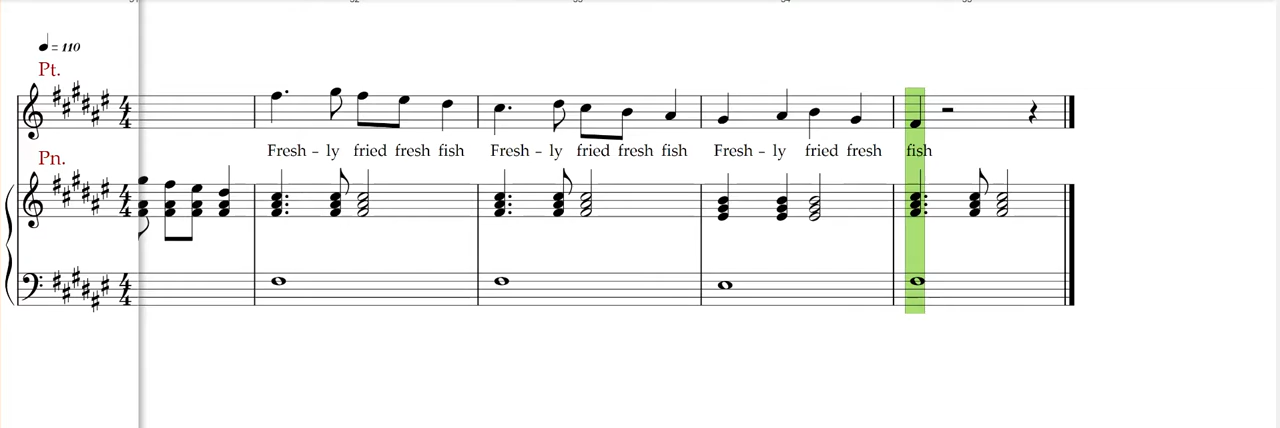 ♩ = 110
Pt.
Fresh – ly fried fresh fish Fresh – ly fried fresh fish Fresh – ly fried fresh fish
Pn.